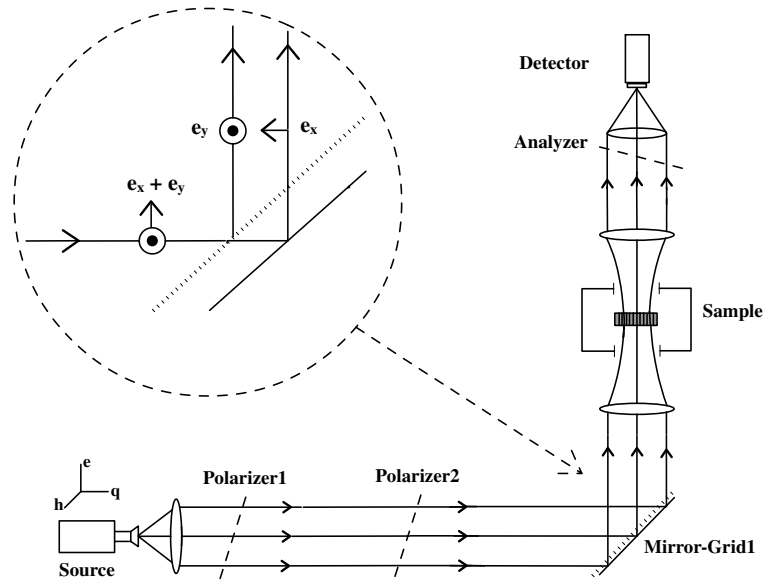 Detector
Analyzer
e_y
e_x
e_x + e_y
Sample
e
h
q
Polarizer1
Polarizer2
Source
Mirror-Grid1